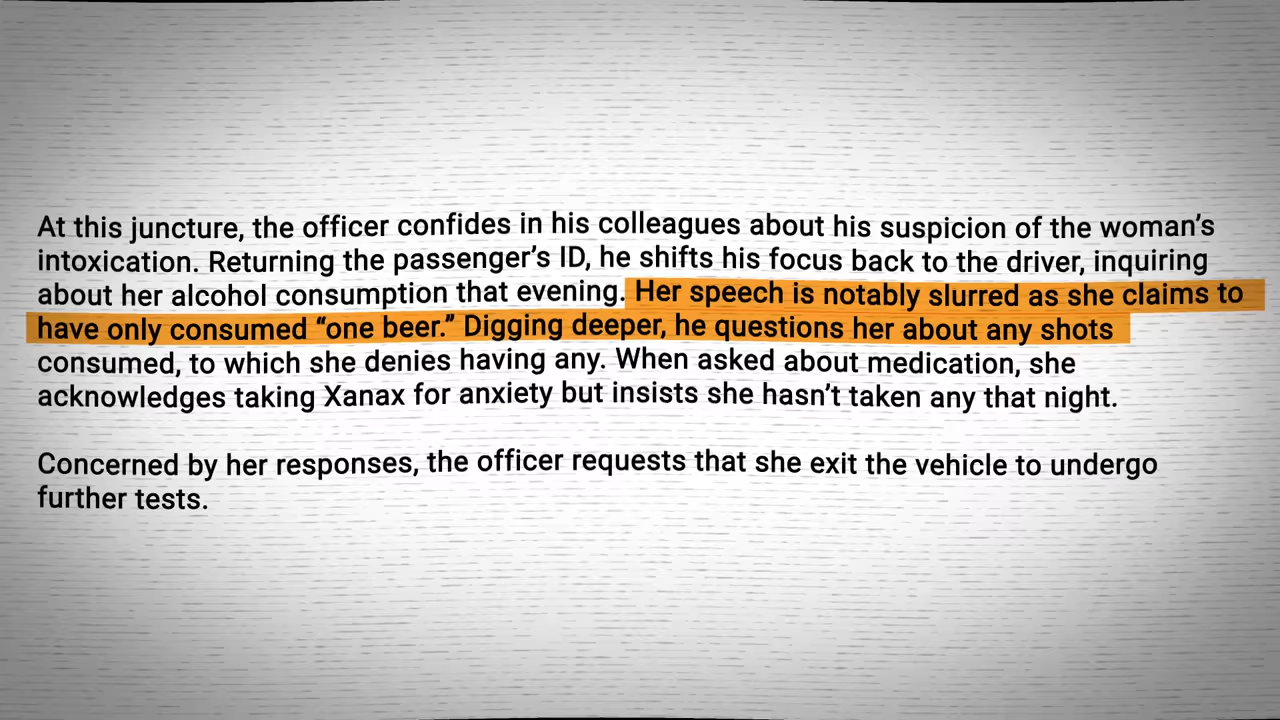 At this juncture, the officer confides in his colleagues about his suspicion of the woman’s
intoxication. Returning the passenger’s ID, he shifts his focus back to the driver, inquiring
about her alcohol consumption that evening. Her speech is notably slurred as she claims to
have only consumed “one beer.” Digging deeper, he questions her about any shots
consumed, to which she denies having any. When asked about medication, she
acknowledges taking Xanax for anxiety but insists she hasn’t taken any that night.
Concerned by her responses, the officer requests that she exit the vehicle to undergo
further tests.